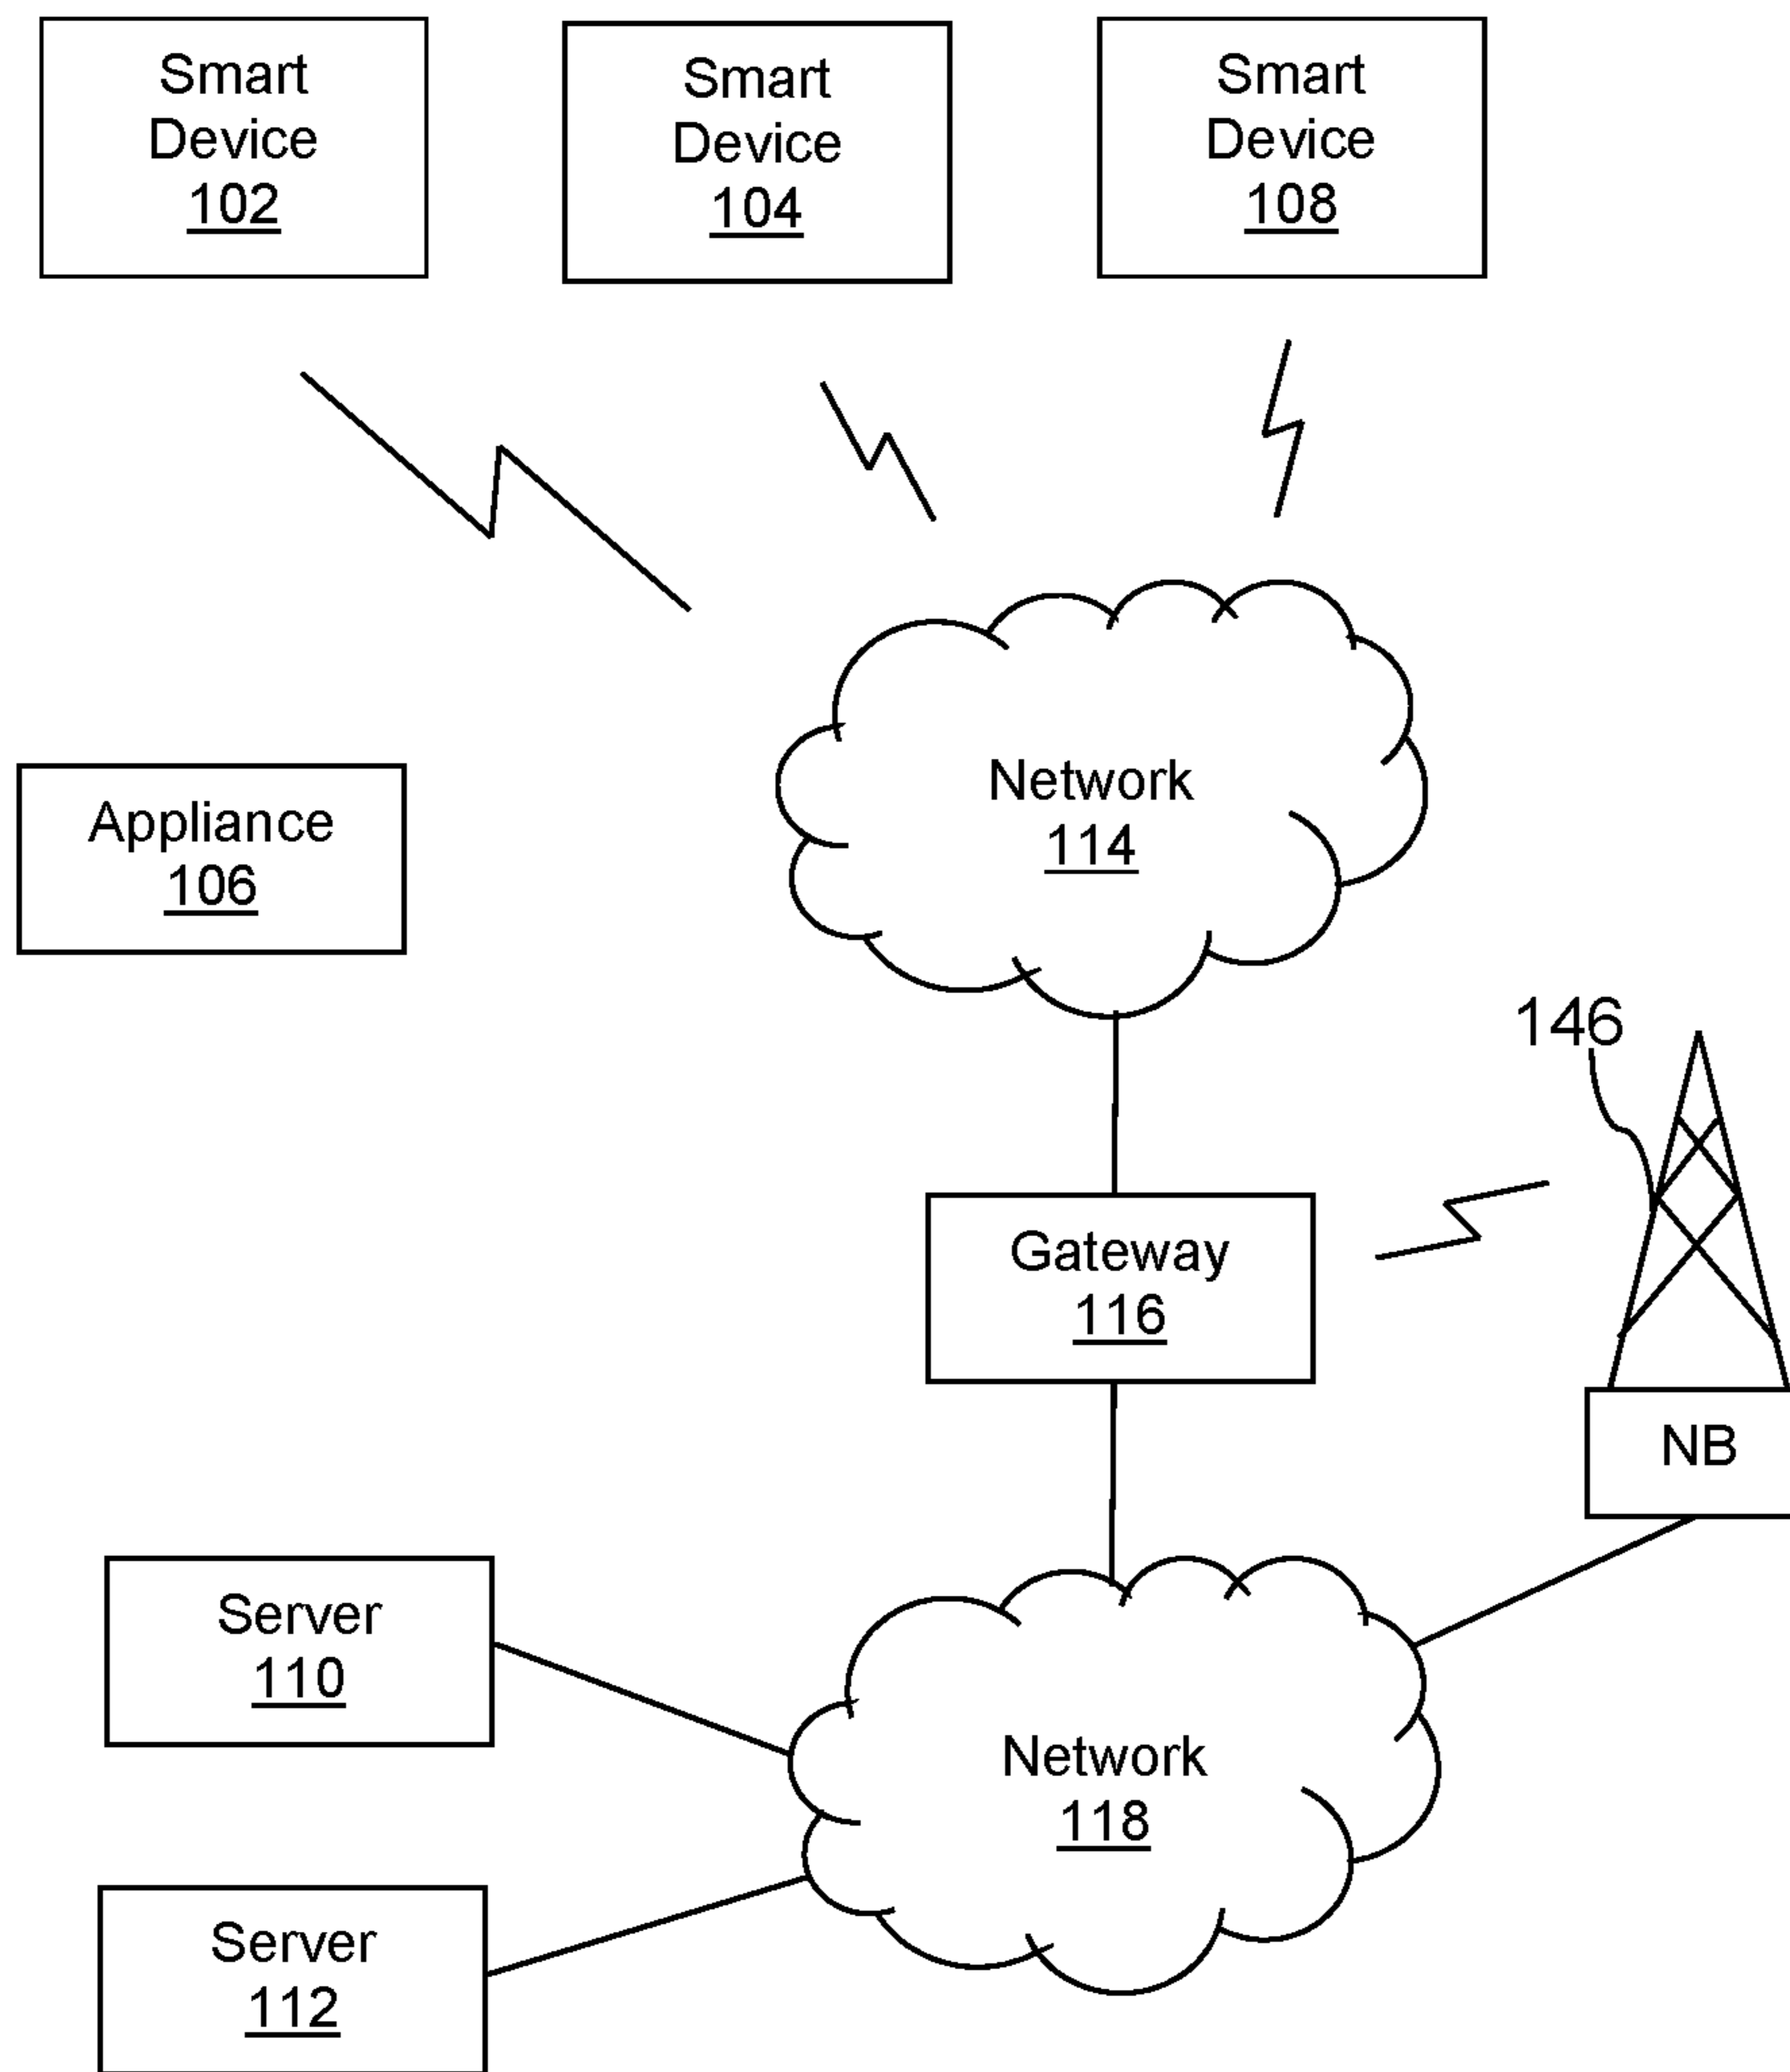 Smart
Device
102
Smart
Device
104
Smart
Device
108
Network
114
Appliance
106
146
Gateway
116
NB
Server
110
Network
118
Server
112